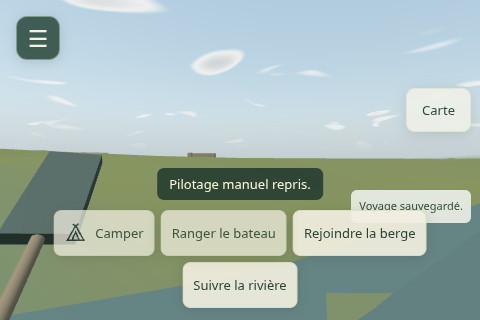 Carte
Pilotage manuel repris.
Voyage sauvegardé.
Camper
Ranger le bateau
Rejoindre la berge
Suivre la rivière